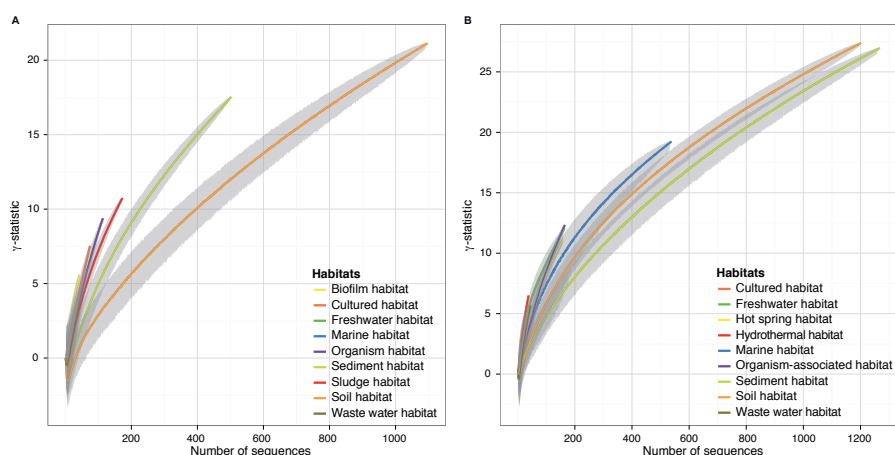 A
20
15
10
5
0
γ-statistic
200
400
600
800
1000
Number of sequences
Habitats
Biofilm habitat
Cultured habitat
Freshwater habitat
Marine habitat
Organism habitat
Sediment habitat
Sludge habitat
Soil habitat
Waste water habitat
B
25
20
15
10
5
0
γ-statistic
200
400
600
800
1000
1200
Number of sequences
Habitats
Cultured habitat
Freshwater habitat
Hot spring habitat
Hydrothermal habitat
Marine habitat
Organism-associated habitat
Sediment habitat
Soil habitat
Waste water habitat